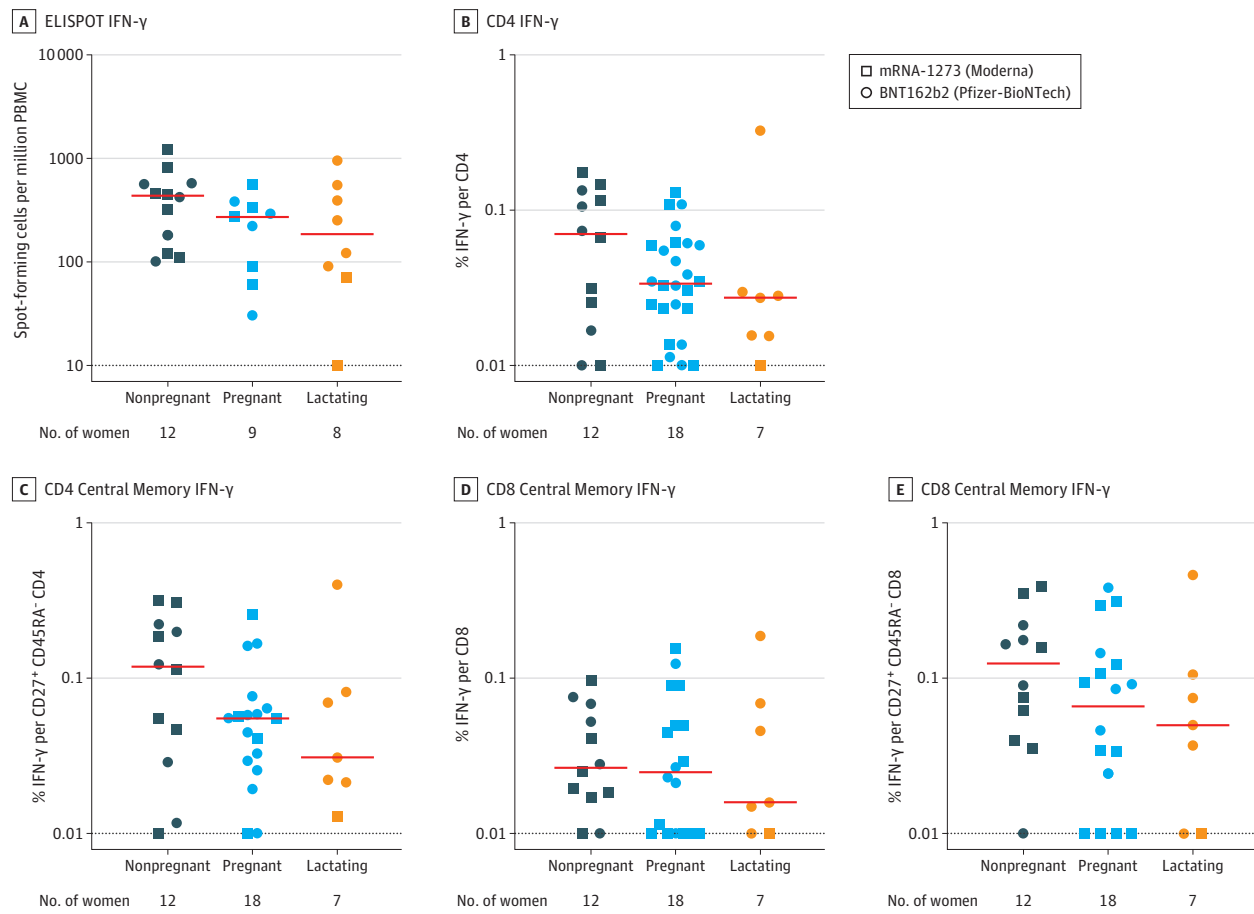 A ELISPOT IFN-γ
Spot-forming cells per million PBMC
10 000
1000
100
10
Nonpregnant Pregnant Lactating
No. of women 12 9 8
B CD4 IFN-γ
% IFN-γ per CD4
1
0.1
0.01
Nonpregnant Pregnant Lactating
No. of women 12 18 7
mRNA-1273 (Moderna)
BNT162b2 (Pfizer-BioNTech)
C CD4 Central Memory IFN-γ
% IFN-γ per CD27+ CD45RA- CD4
1
0.1
0.01
Nonpregnant Pregnant Lactating
No. of women 12 18 7
D CD8 Central Memory IFN-γ
% IFN-γ per CD8
1
0.1
0.01
Nonpregnant Pregnant Lactating
No. of women 12 18 7
E CD8 Central Memory IFN-γ
% IFN-γ per CD27+ CD45RA- CD8
1
0.1
0.01
Nonpregnant Pregnant Lactating
No. of women 12 18 7